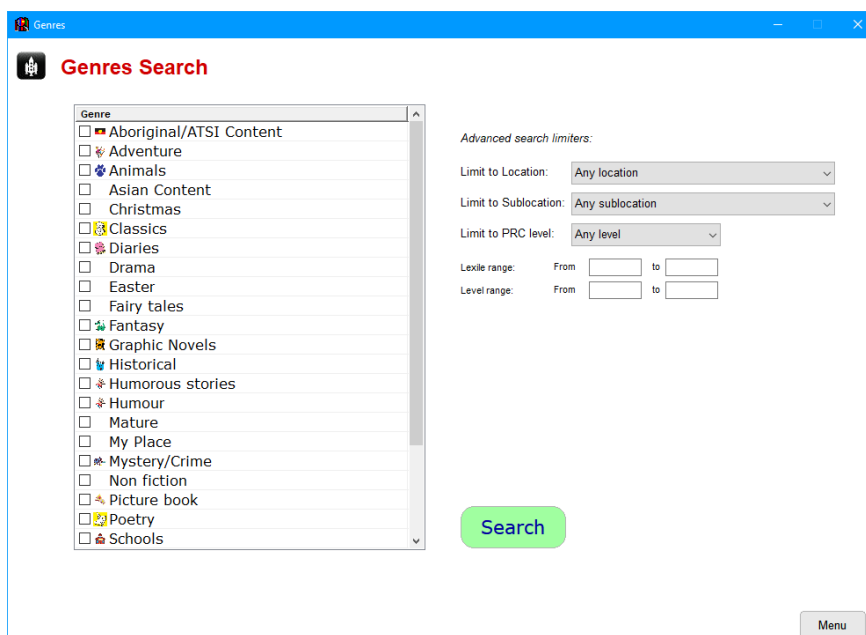 Genres
Genres Search
Genre
Aboriginal/ATSI Content
Adventure
Animals
Asian Content
Christmas
Classics
Diaries
Drama
Easter
Fairy tales
Fantasy
Graphic Novels
Historical
Humorous stories
Humour
Mature
My Place
Mystery/Crime
Non fiction
Picture book
Poetry
Schools
Advanced search limiters:
Limit to Location: Any location
Limit to Sublocation: Any sublocation
Limit to PRC level: Any level
Lexile range: From to
Level range: From to
Search
Menu